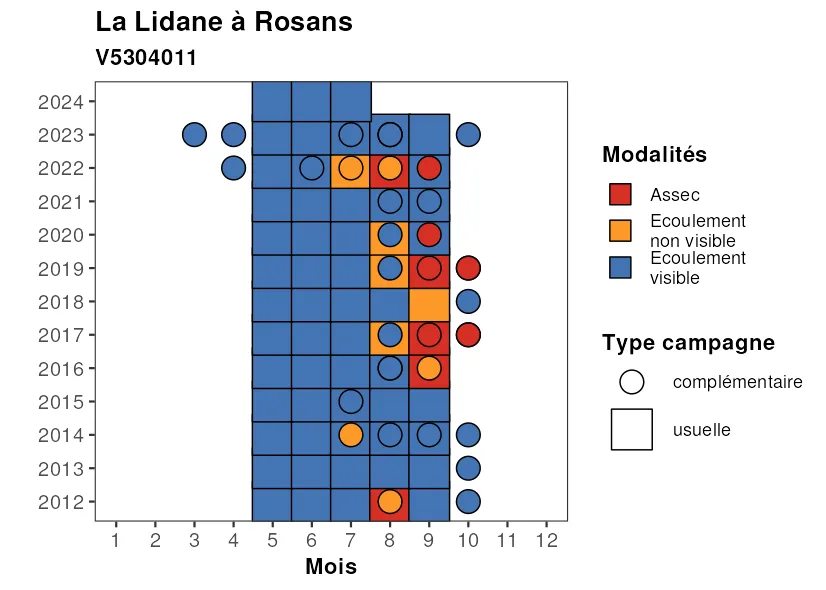 La Lidane à Rosans
V5304011
2024
2023
2022
2021
2020
2019
2018
2017
2016
2015
2014
2013
2012
1 2 3 4 5 6 7 8 9 10 11 12
Mois
Modalités
Assec
Ecoulement
non visible
Ecoulement
visible
Type campagne
complémentaire
usuelle